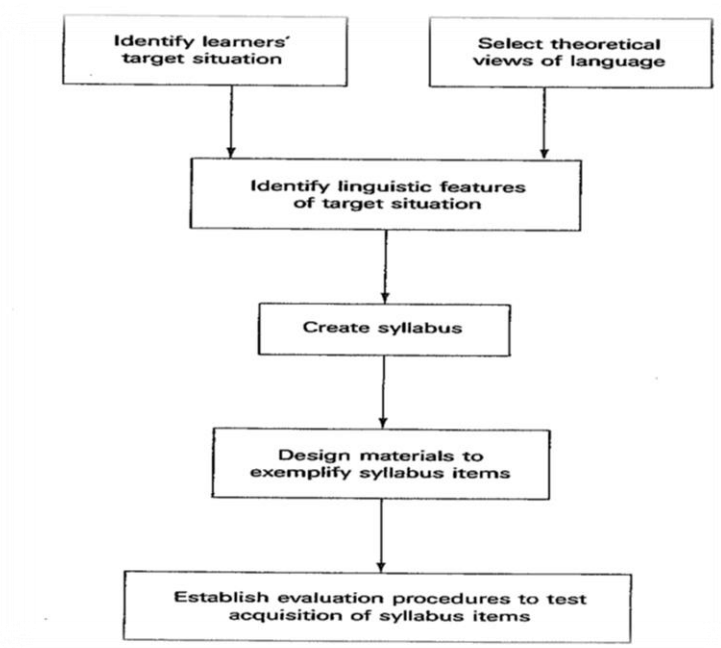 Identify learners'
target situation
Select theoretical
views of language
Identify linguistic features
of target situation
Create syllabus
Design materials to
exemplify syllabus items
Establish evaluation procedures to test
acquisition of syllabus items